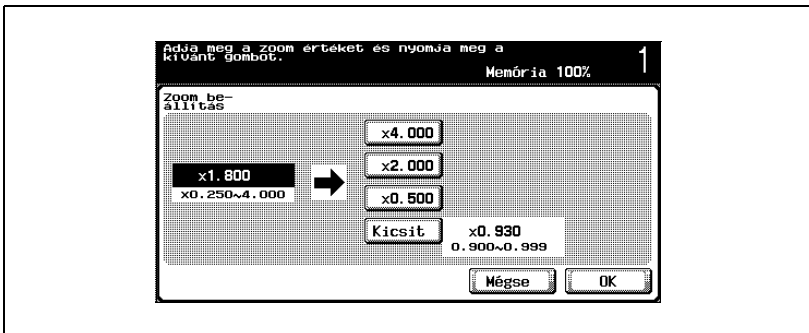 Adja meg a zoom értéket és nyomja meg a
kívánt gombot.
Memória 100%
1
Zoom be-
állítás
x1.800
x0.250~4.000
x4.000
x2.000
x0.500
Kicsit
x0.930
0.900~0.999
Mégse
OK